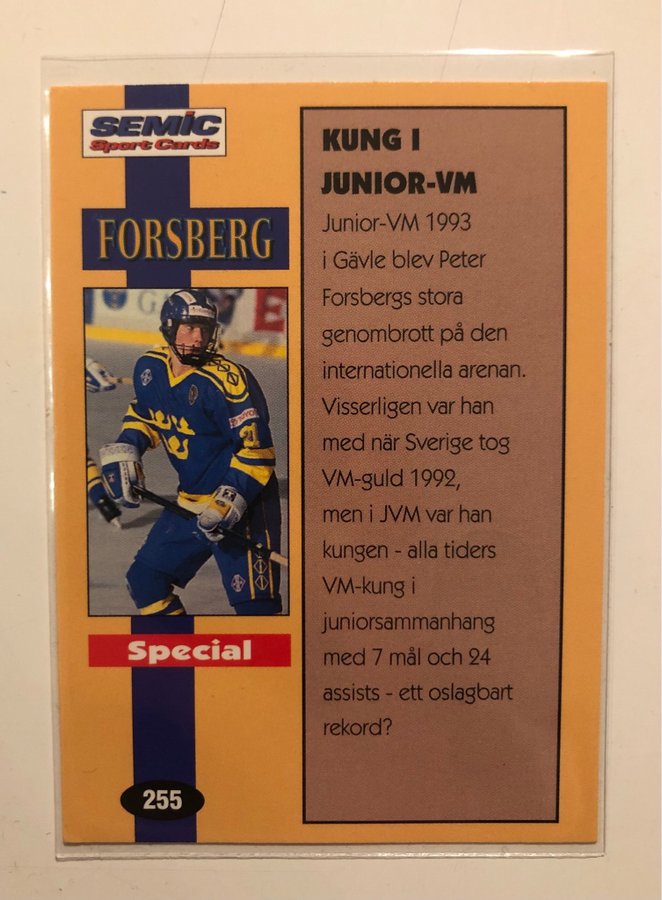 SEMIC
Sport Cards
FORSBERG
21
Special
255
KUNG I
JUNIOR-VM
Junior-VM 1993
i Gävle blev Peter
Forsbergs stora
genombrott på den
internationella arenan.
Visserligen var han
med när Sverige tog
VM-guld 1992,
men i JVM var han
kungen - alla tiders
VM-kung i
juniorsammanhang
med 7 mål och 24
assists - ett oslagbart
rekord?